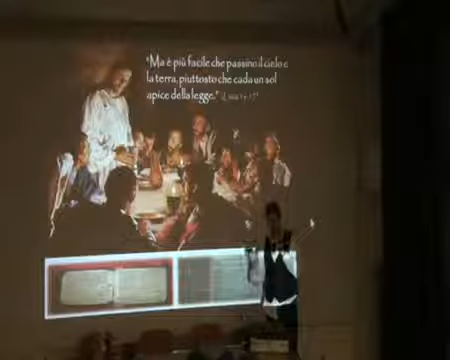 "Ma è più facile che passino il cielo e
la terra, piuttosto che cada un sol
apice della legge."